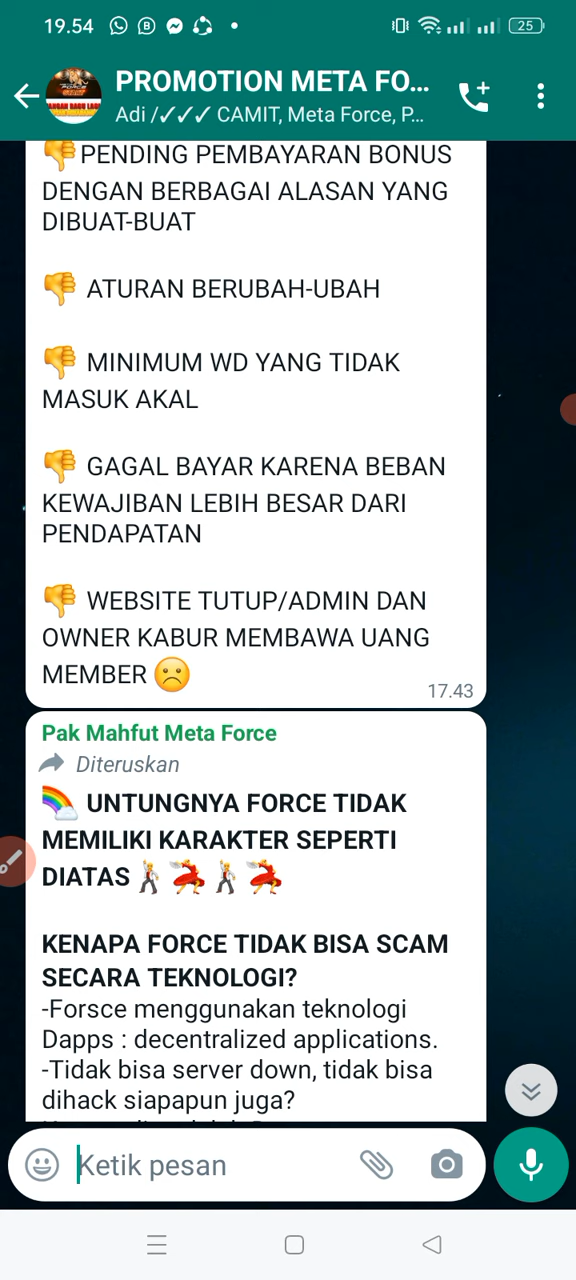 19.54
25
PROMOTION META FO...
Adi /✓✓✓ CAMIT, Meta Force, P...
👎PENDING PEMBAYARAN BONUS
DENGAN BERBAGAI ALASAN YANG
DIBUAT-BUAT
👎 ATURAN BERUBAH-UBAH
👎 MINIMUM WD YANG TIDAK
MASUK AKAL
👎 GAGAL BAYAR KARENA BEBAN
KEWAJIBAN LEBIH BESAR DARI
PENDAPATAN
👎 WEBSITE TUTUP/ADMIN DAN
OWNER KABUR MEMBAWA UANG
MEMBER ☹️
17.43
Pak Mahfut Meta Force
Diteruskan
🌈 UNTUNGNYA FORCE TIDAK
MEMILIKI KARAKTER SEPERTI
DIATAS 🕺💃🕺💃
KENAPA FORCE TIDAK BISA SCAM
SECARA TEKNOLOGI?
-Forsce menggunakan teknologi
Dapps : decentralized applications.
-Tidak bisa server down, tidak bisa
dihack siapapun juga?
Ketik pesan